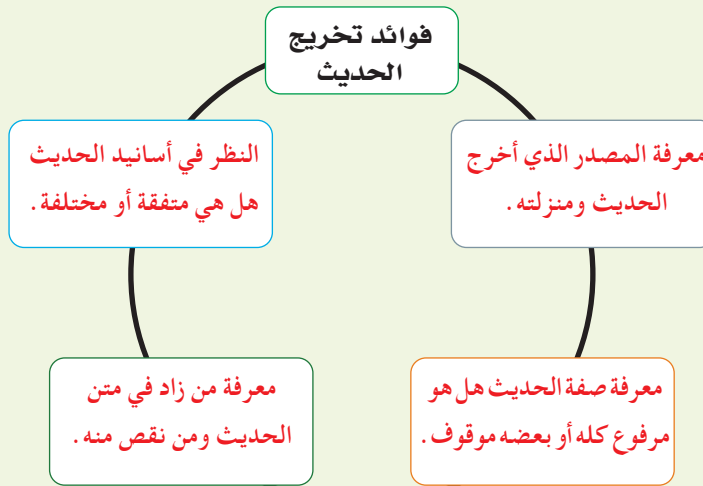 فوائد تخريج
الحديث
معرفة المصدر الذي أخرج
الحديث ومنزلته .
النظر في أسانيد الحديث
هل هي متفقة أو مختلفة .
معرفة صفة الحديث هل هو
مرفوع كله أو بعضه موقوف .
معرفة من زاد في متن
الحديث ومن نقص منه .